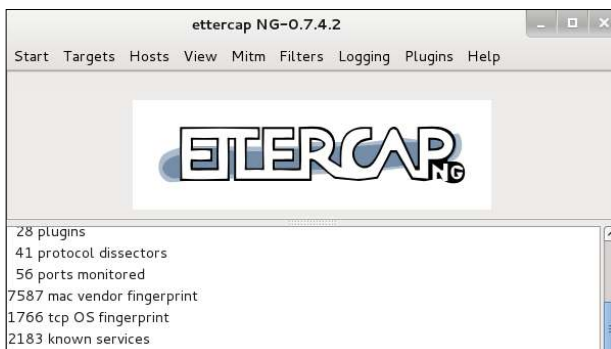 ettercap NG-0.7.4.2
Start Targets Hosts View Mitm Filters Logging Plugins Help
ETTERCAP NG
28 plugins
41 protocol dissectors
56 ports monitored
7587 mac vendor fingerprint
1766 tcp OS fingerprint
2183 known services